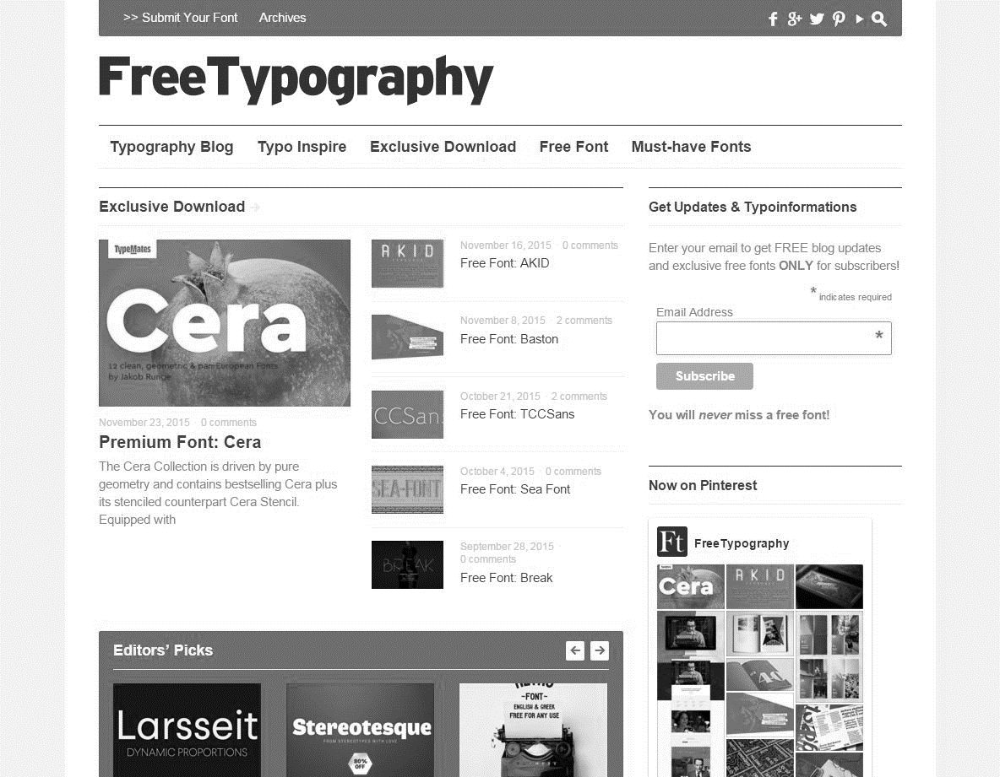 >> Submit Your Font
Archives
FreeTypography
Typography Blog
Typo Inspire
Exclusive Download
Free Font
Must-have Fonts
Exclusive Download
TypeMates
Cera
12 clean, geometric & pan European Fonts
by Jakob Runge
November 23, 2015 · 0 comments
Premium Font: Cera
The Cera Collection is driven by pure
geometry and contains bestselling Cera plus
its stenciled counterpart Cera Stencil.
Equipped with
AKID
November 16, 2015 · 0 comments
Free Font: AKID
November 8, 2015 · 2 comments
Free Font: Baston
TCCSans
October 21, 2015 · 2 comments
Free Font: TCCSans
SEA-FONT
October 4, 2015 · 0 comments
Free Font: Sea Font
BREAK
September 28, 2015 ·
0 comments
Free Font: Break
Get Updates & Typoinformations
Enter your email to get FREE blog updates
and exclusive free fonts ONLY for subscribers!
* indicates required
Email Address
*
Subscribe
You will never miss a free font!
Now on Pinterest
Ft
FreeTypography
Cera
AKID
Editors’ Picks
Larsseit
DYNAMIC PROPORTIONS
Stereotesque
FROM STEREOTYPES WITH LOVE
80%
OFF
RETRO
~FONT~
ENGLISH & GREEK
FREE FOR ANY USE